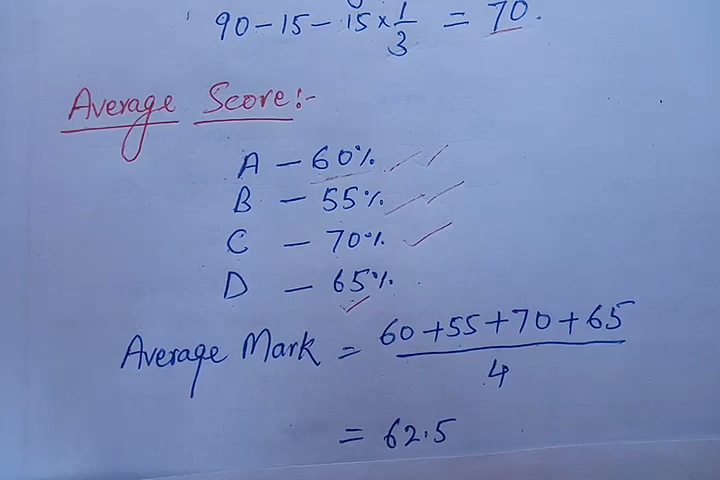 90-15-15×1/3 = 70.
Average Score:-
A - 60%
B - 55%
C - 70%
D - 65%
Average Mark = 60+55+70+65/4
= 62.5